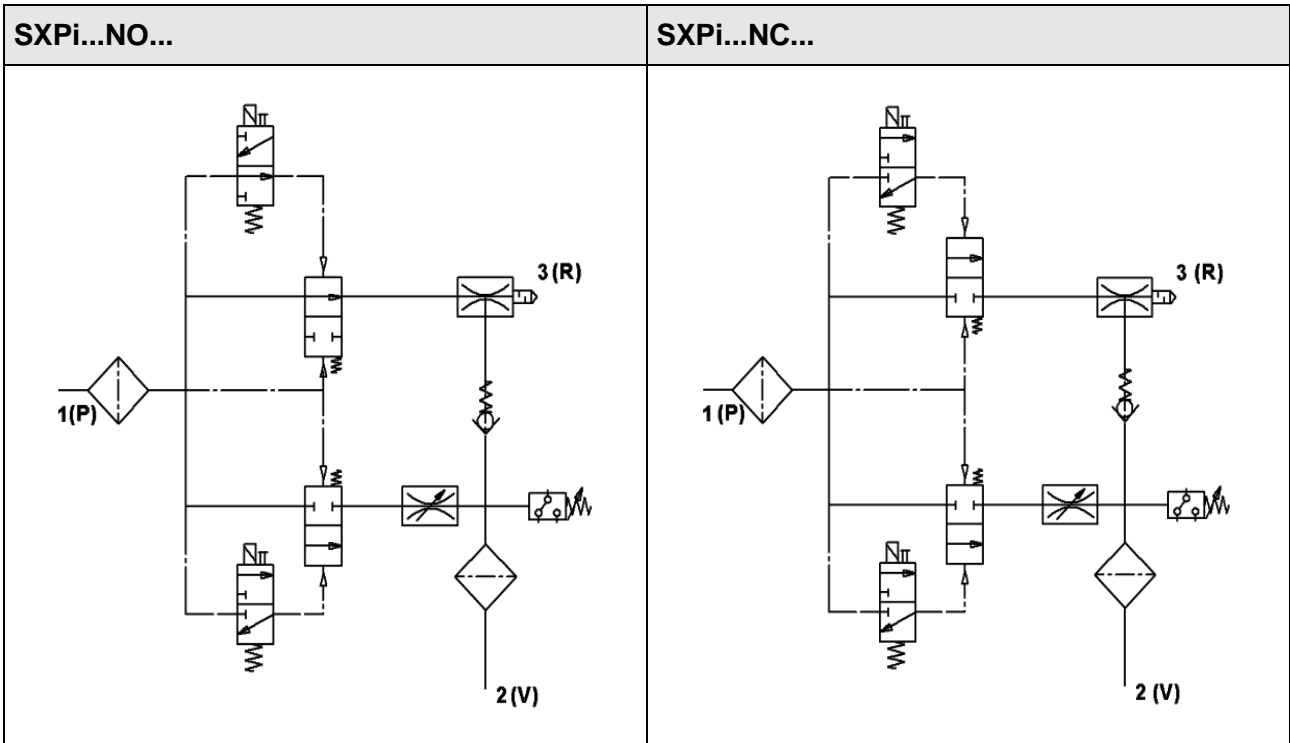 SXPi...NO...
SXPi...NC...
3 (R)
1(P)
2 (V)
3 (R)
1 (P)
2 (V)